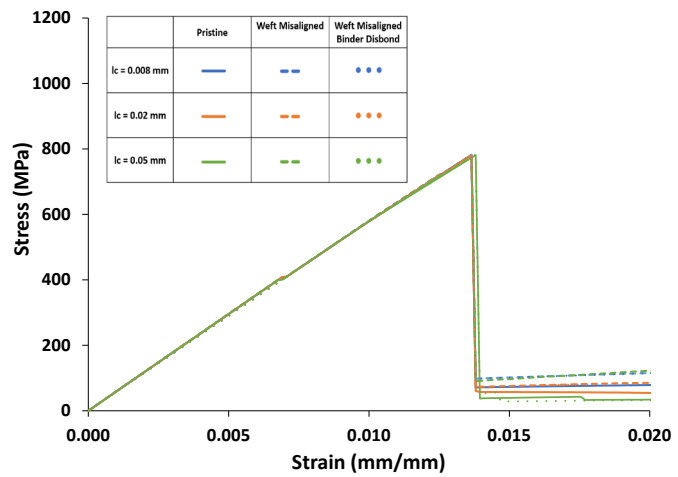 1200
1000
800
600
400
200
0
Stress (MPa)
Pristine
Weft Misaligned
Weft Misaligned
Binder Disbond
lc = 0.008 mm
lc = 0.02 mm
lc = 0.05 mm
0.000
0.005
0.010
0.015
0.020
Strain (mm/mm)